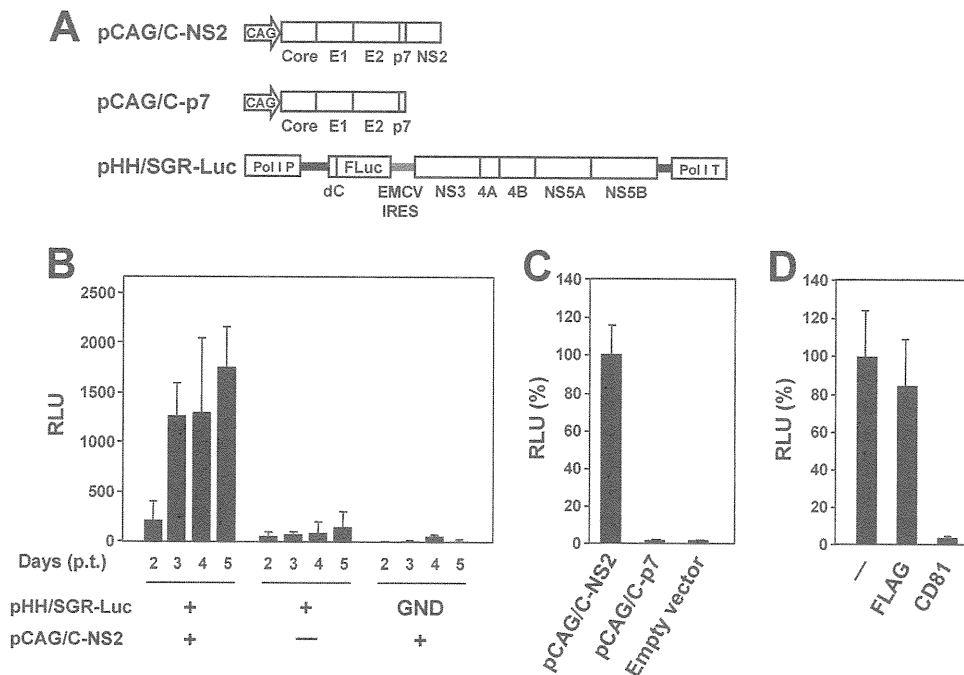 A
pCAG/C-NS2
CAG
Core E1 E2 p7 NS2
pCAG/C-p7
CAG
Core E1 E2 p7
pHH/SGR-Luc
Pol I P
FLuc
Pol I T
dC
EMCV
IRES
NS3 4A 4B NS5A NS5B
B
RLU
2500
2000
1500
1000
500
0
Days (p.t.) 2 3 4 5 2 3 4 5 2 3 4 5
pHH/SGR-Luc + + GND
pCAG/C-NS2 + — +
C
RLU (%)
140
120
100
80
60
40
20
0
pCAG/C-NS2
pCAG/C-p7
Empty vector
D
RLU (%)
140
120
100
80
60
40
20
0
—
FLAG
CD81